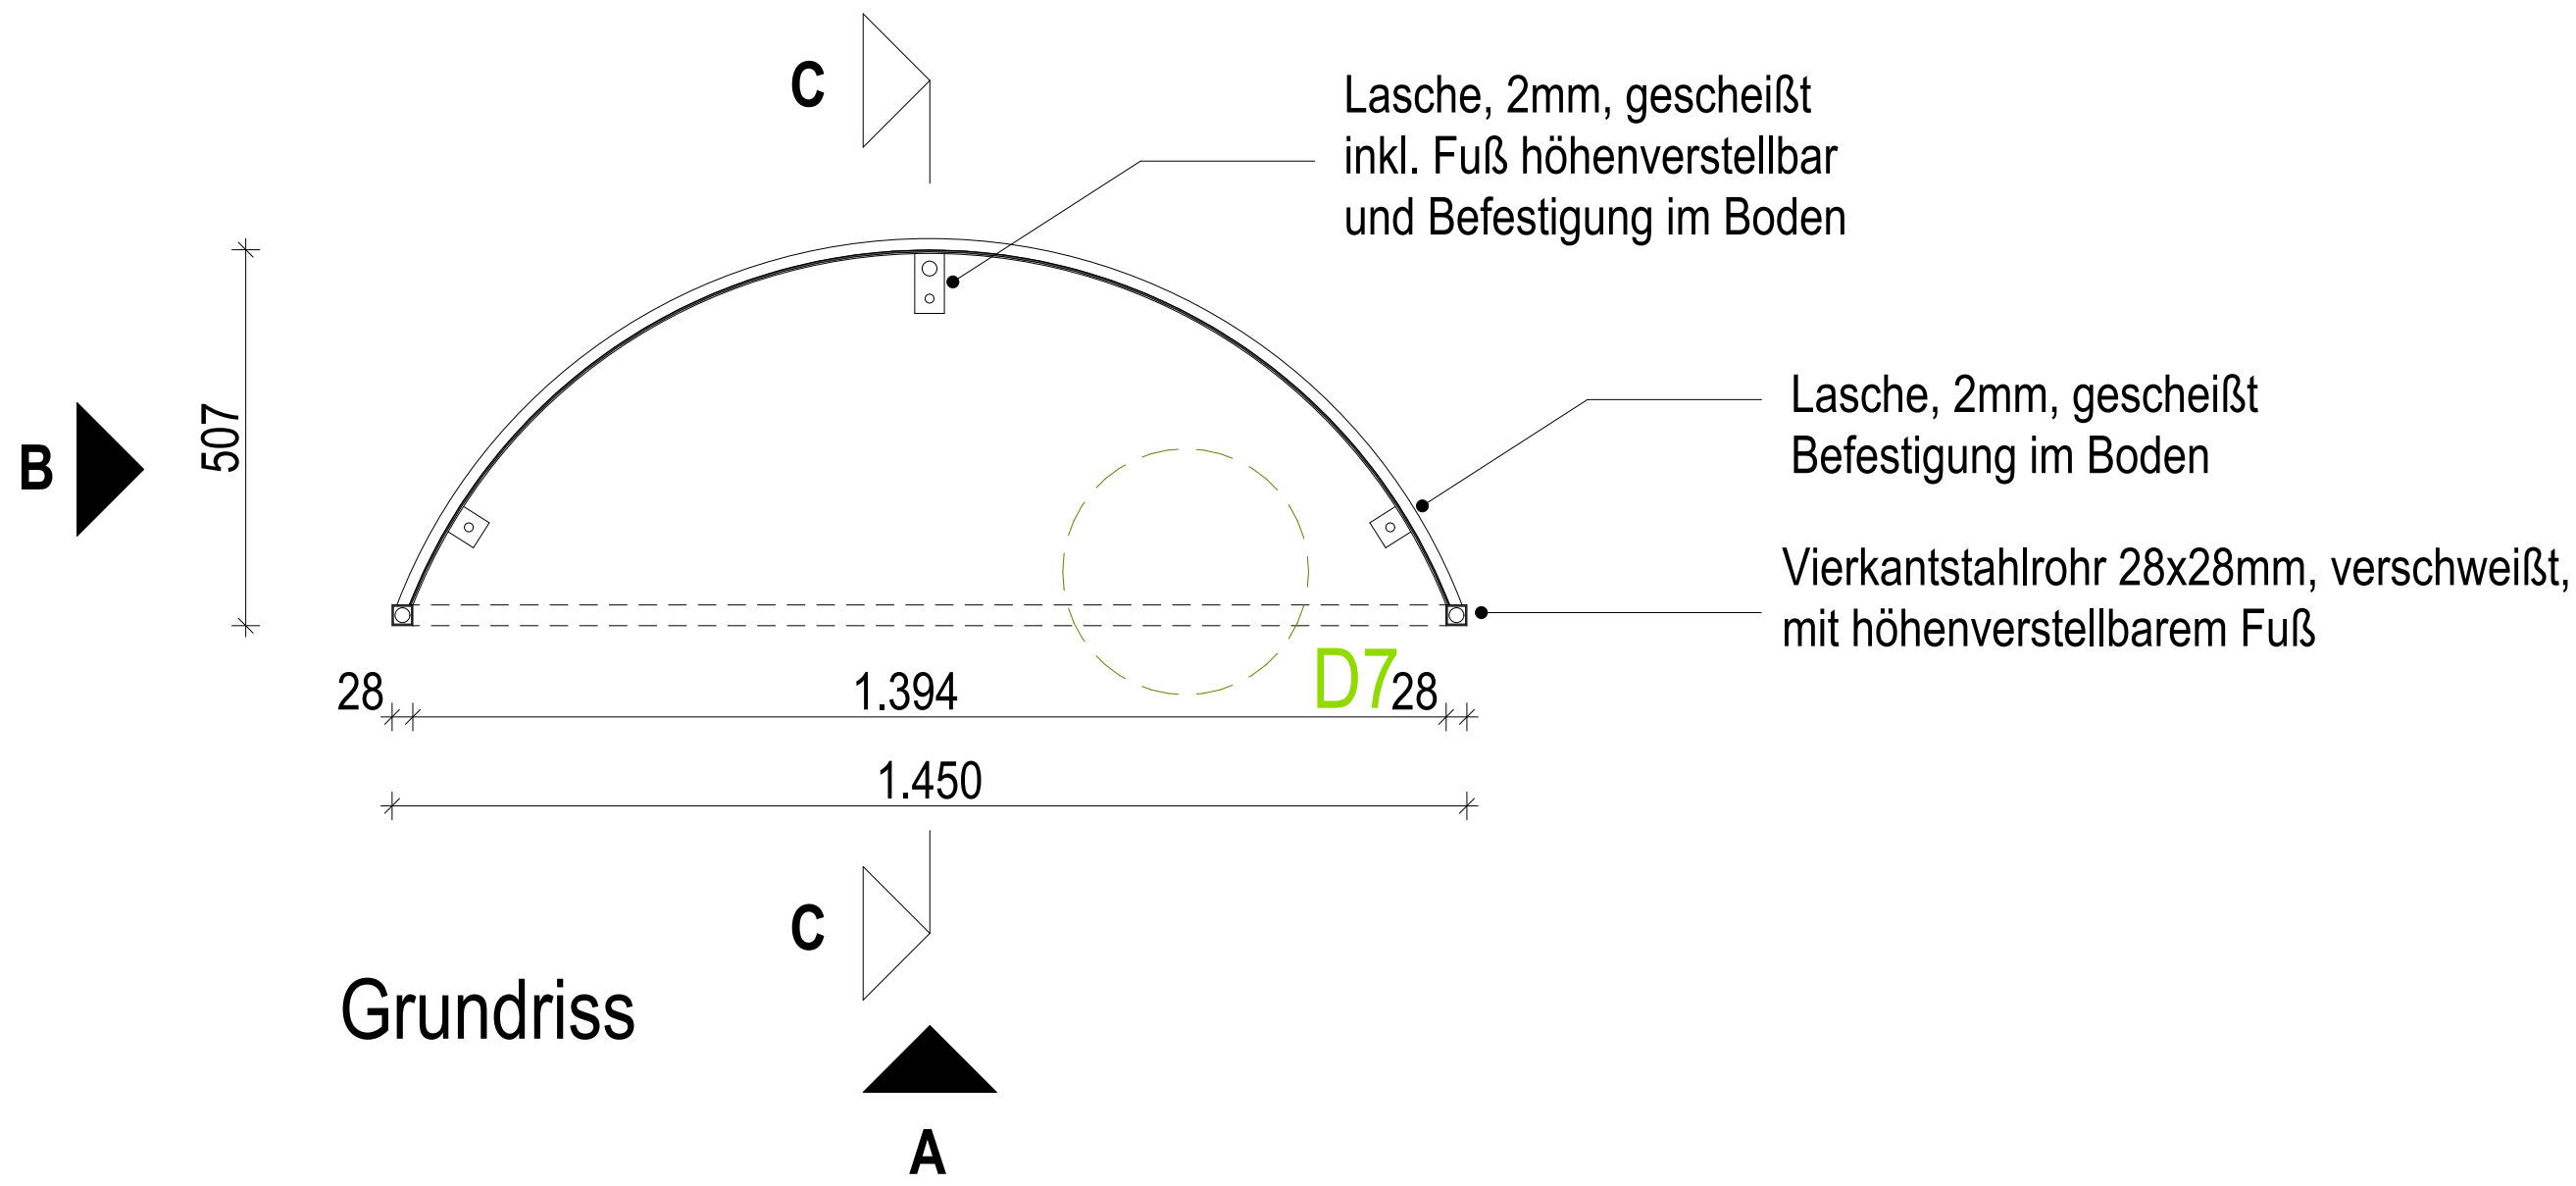 C
Lasche, 2mm, gescheißt
inkl. Fuß höhenverstellbar
und Befestigung im Boden
B
507
Lasche, 2mm, gescheißt
Befestigung im Boden
Vierkantstahlrohr 28x28mm, verschweißt,
mit höhenverstellbarem Fuß
28
1.394
D7
28
1.450
C
Grundriss
A